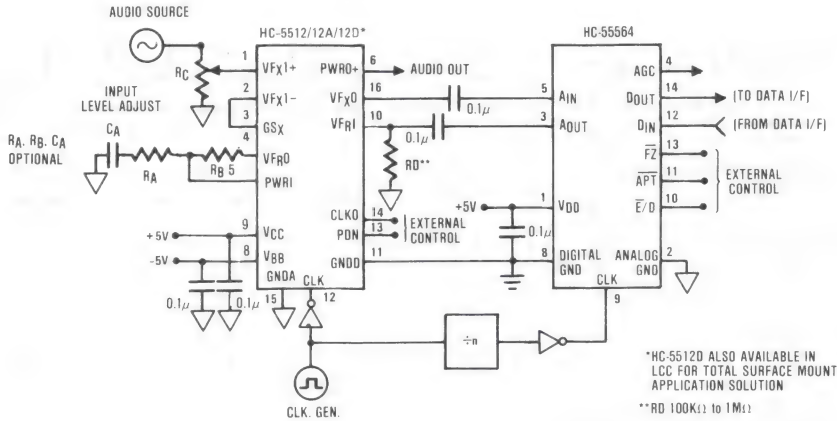 AUDIO SOURCE
HC-5512/12A/12D*
HC-55564
RC
INPUT
LEVEL ADJUST
RA, RB, CA
OPTIONAL
CA
RA
RB 5
1 VFX1+
2 VFX1-
3 GSX
4 VFRO
PWRI
+5V 9 VCC
-5V 8 VBB
GNDA
15
CLK
12
0.1µ
0.1µ
PWRO+ 6 AUDIO OUT
VFXO 16
VFRI 10
0.1µ
0.1µ
RD**
CLKO 14
PDN 13
EXTERNAL
CONTROL
GNDD 11
5 AIN
3 AOUT
+5V 1 VDD
0.1µ
8 DIGITAL
GND
AGC 4
DOUT 14 (TO DATA I/F)
DIN 12 (FROM DATA I/F)
FZ 13
APT 11
E/D 10
EXTERNAL
CONTROL
ANALOG 2
GND
CLK
9
÷n
CLK. GEN.
*HC-5512D ALSO AVAILABLE IN
LCC FOR TOTAL SURFACE MOUNT
APPLICATION SOLUTION
**RD 100KΩ to 1MΩ